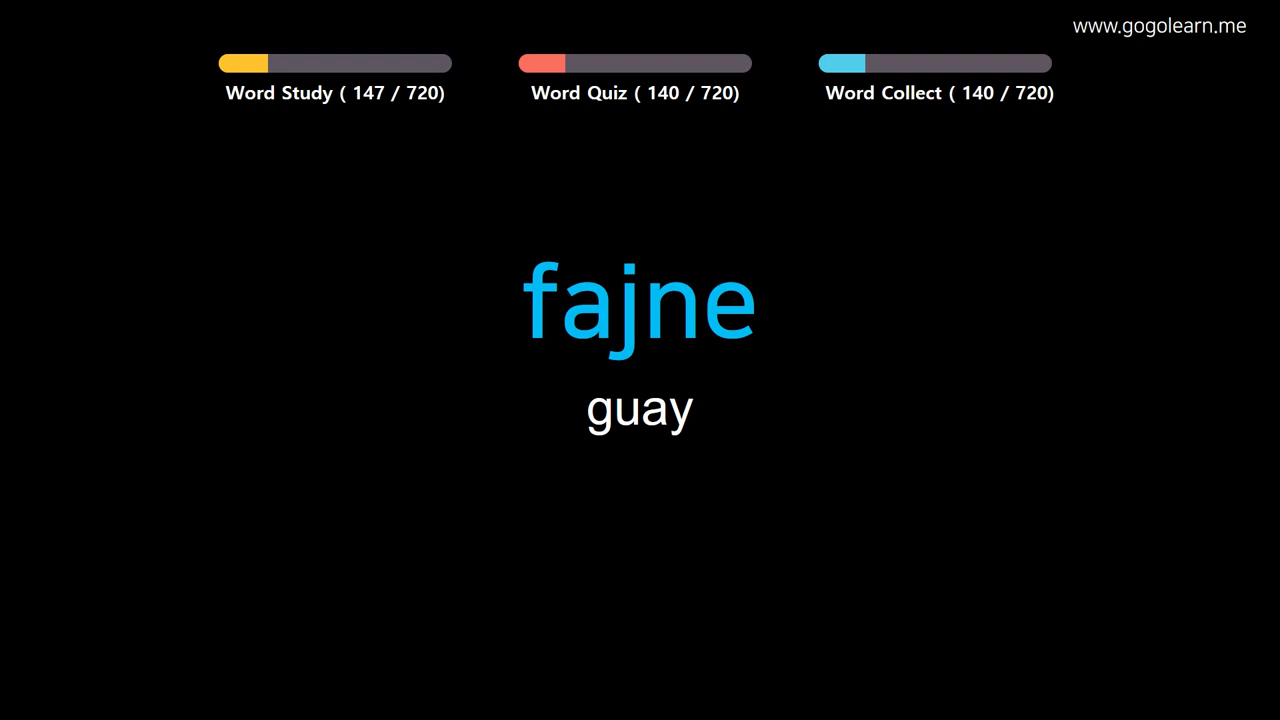 www.gogolearn.me
Word Study ( 147 / 720)
Word Quiz ( 140 / 720)
Word Collect ( 140 / 720)
fajne
guay